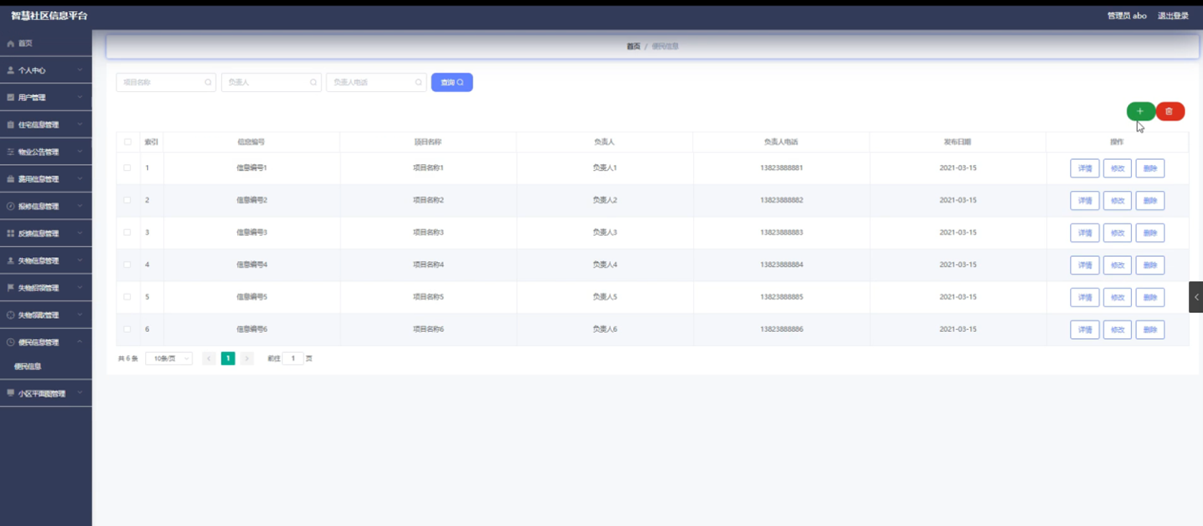 智慧社区信息平台
管理员 abo 退出登录
首页
个人中心
用户管理
住宅信息管理
物业公告管理
费用信息管理
报修信息管理
反馈信息管理
失物信息管理
失物招领管理
失物领取管理
便民信息管理
便民信息
小区平面图管理
首页 / 便民信息
项目名称 负责人 负责人电话 查询
索引 信息编号 项目名称 负责人 负责人电话 发布日期 操作
1 信息编号1 项目名称1 负责人1 13823888881 2021-03-15 详情 修改 删除
2 信息编号2 项目名称2 负责人2 13823888882 2021-03-15 详情 修改 删除
3 信息编号3 项目名称3 负责人3 13823888883 2021-03-15 详情 修改 删除
4 信息编号4 项目名称4 负责人4 13823888884 2021-03-15 详情 修改 删除
5 信息编号5 项目名称5 负责人5 13823888885 2021-03-15 详情 修改 删除
6 信息编号6 项目名称6 负责人6 13823888886 2021-03-15 详情 修改 删除
共 6 条 10条/页 1 前往 1 页